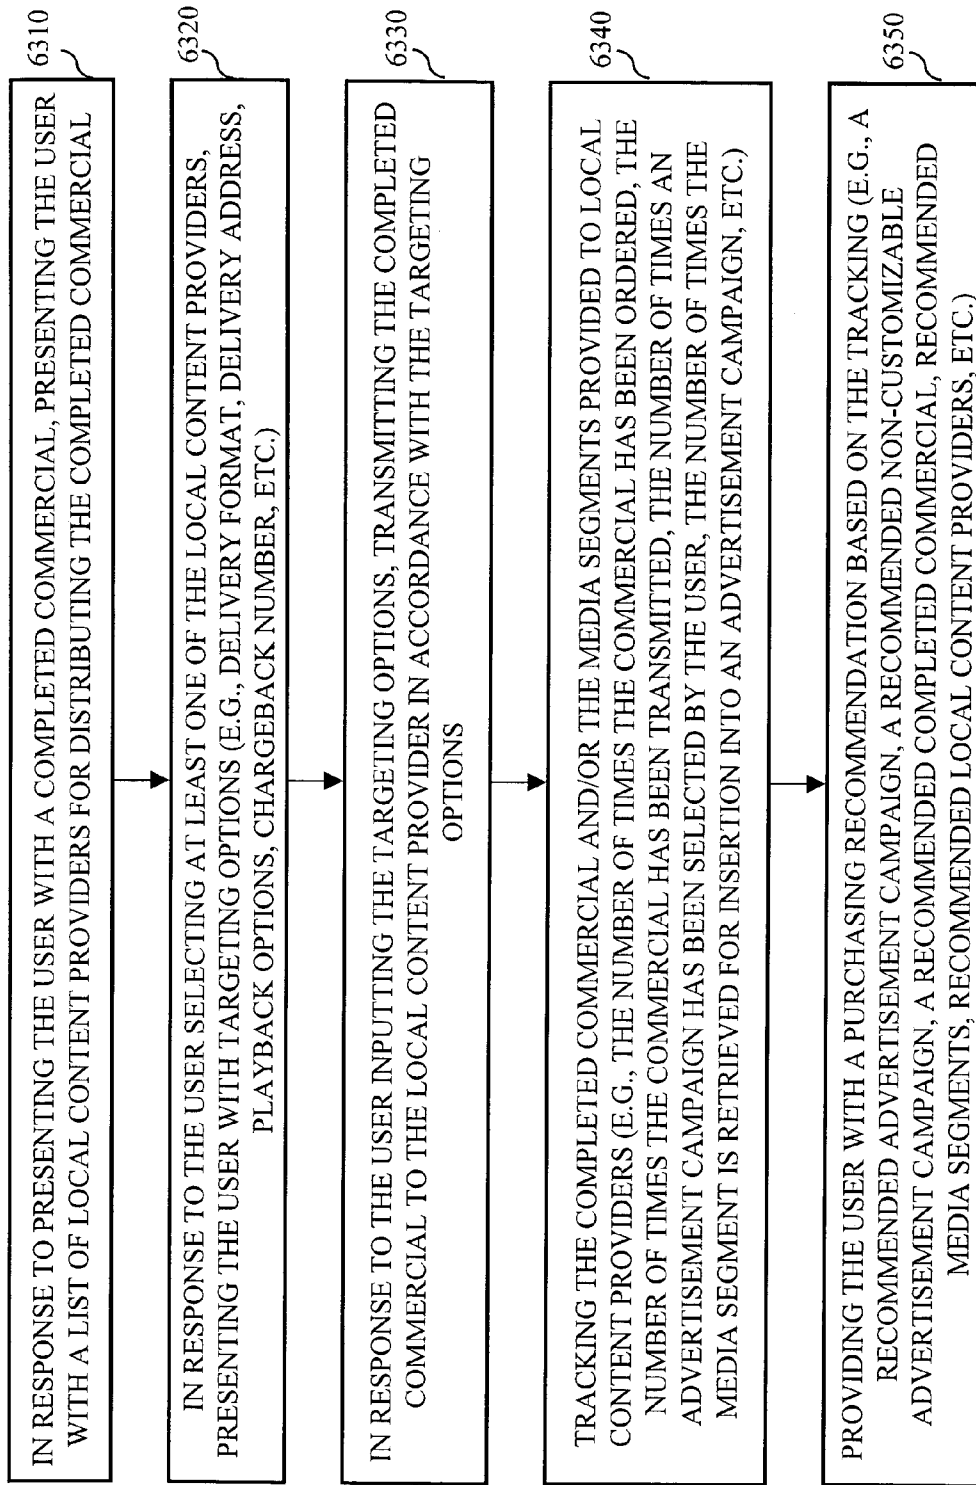 6310
IN RESPONSE TO PRESENTING THE USER WITH A COMPLETED COMMERCIAL, PRESENTING THE USER
WITH A LIST OF LOCAL CONTENT PROVIDERS FOR DISTRIBUTING THE COMPLETED COMMERCIAL
6320
IN RESPONSE TO THE USER SELECTING AT LEAST ONE OF THE LOCAL CONTENT PROVIDERS,
PRESENTING THE USER WITH TARGETING OPTIONS (E.G., DELIVERY FORMAT, DELIVERY ADDRESS,
PLAYBACK OPTIONS, CHARGEBACK NUMBER, ETC.)
6330
IN RESPONSE TO THE USER INPUTTING THE TARGETING OPTIONS, TRANSMITTING THE COMPLETED
COMMERCIAL TO THE LOCAL CONTENT PROVIDER IN ACCORDANCE WITH THE TARGETING
OPTIONS
6340
TRACKING THE COMPLETED COMMERCIAL AND/OR THE MEDIA SEGMENTS PROVIDED TO LOCAL
CONTENT PROVIDERS (E.G., THE NUMBER OF TIMES THE COMMERCIAL HAS BEEN ORDERED, THE
NUMBER OF TIMES THE COMMERCIAL HAS BEEN TRANSMITTED, THE NUMBER OF TIMES AN
ADVERTISEMENT CAMPAIGN HAS BEEN SELECTED BY THE USER, THE NUMBER OF TIMES THE
MEDIA SEGMENT IS RETRIEVED FOR INSERTION INTO AN ADVERTISEMENT CAMPAIGN, ETC.)
6350
PROVIDING THE USER WITH A PURCHASING RECOMMENDATION BASED ON THE TRACKING (E.G., A
RECOMMENDED ADVERTISEMENT CAMPAIGN, A RECOMMENDED NON-CUSTOMIZABLE
ADVERTISEMENT CAMPAIGN, A RECOMMENDED COMPLETED COMMERCIAL, RECOMMENDED
MEDIA SEGMENTS, RECOMMENDED LOCAL CONTENT PROVIDERS, ETC.)